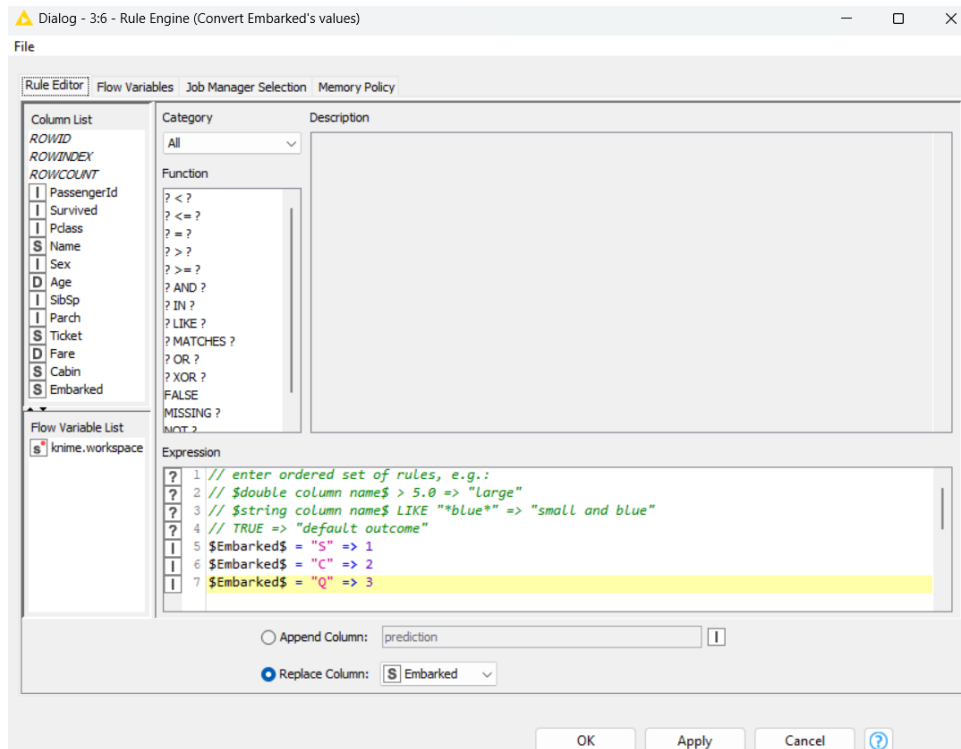 Dialog - 3:6 - Rule Engine (Convert Embarked's values)
File
Rule Editor Flow Variables Job Manager Selection Memory Policy
Column List
ROWID
ROWINDEX
ROWCOUNT
I PassengerId
I Survived
I Pclass
S Name
I Sex
D Age
I SibSp
I Parch
S Ticket
D Fare
S Cabin
S Embarked
Flow Variable List
s knime.workspace
Category
All
Function
? < ?
? <= ?
? = ?
? > ?
? >= ?
? AND ?
? IN ?
? LIKE ?
? MATCHES ?
? OR ?
? XOR ?
FALSE
MISSING ?
NOT ?
Description
Expression
? 1 // enter ordered set of rules, e.g.:
? 2 // $double column name$ > 5.0 => "large"
? 3 // $string column name$ LIKE "*blue*" => "small and blue"
? 4 // TRUE => "default outcome"
I 5 $Embarked$ = "S" => 1
I 6 $Embarked$ = "C" => 2
I 7 $Embarked$ = "Q" => 3
Append Column: prediction I
Replace Column: S Embarked
OK Apply Cancel ?